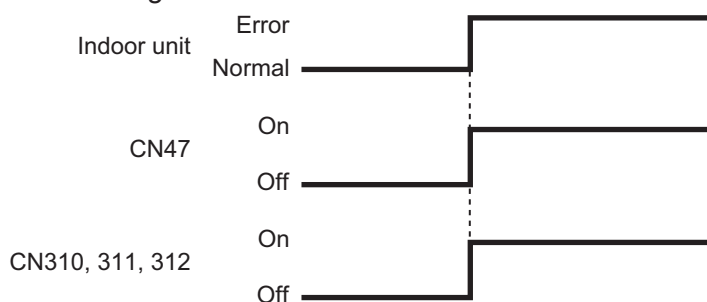 Error
Indoor unit
Normal
On
CN47
Off
On
CN310, 311, 312
Off